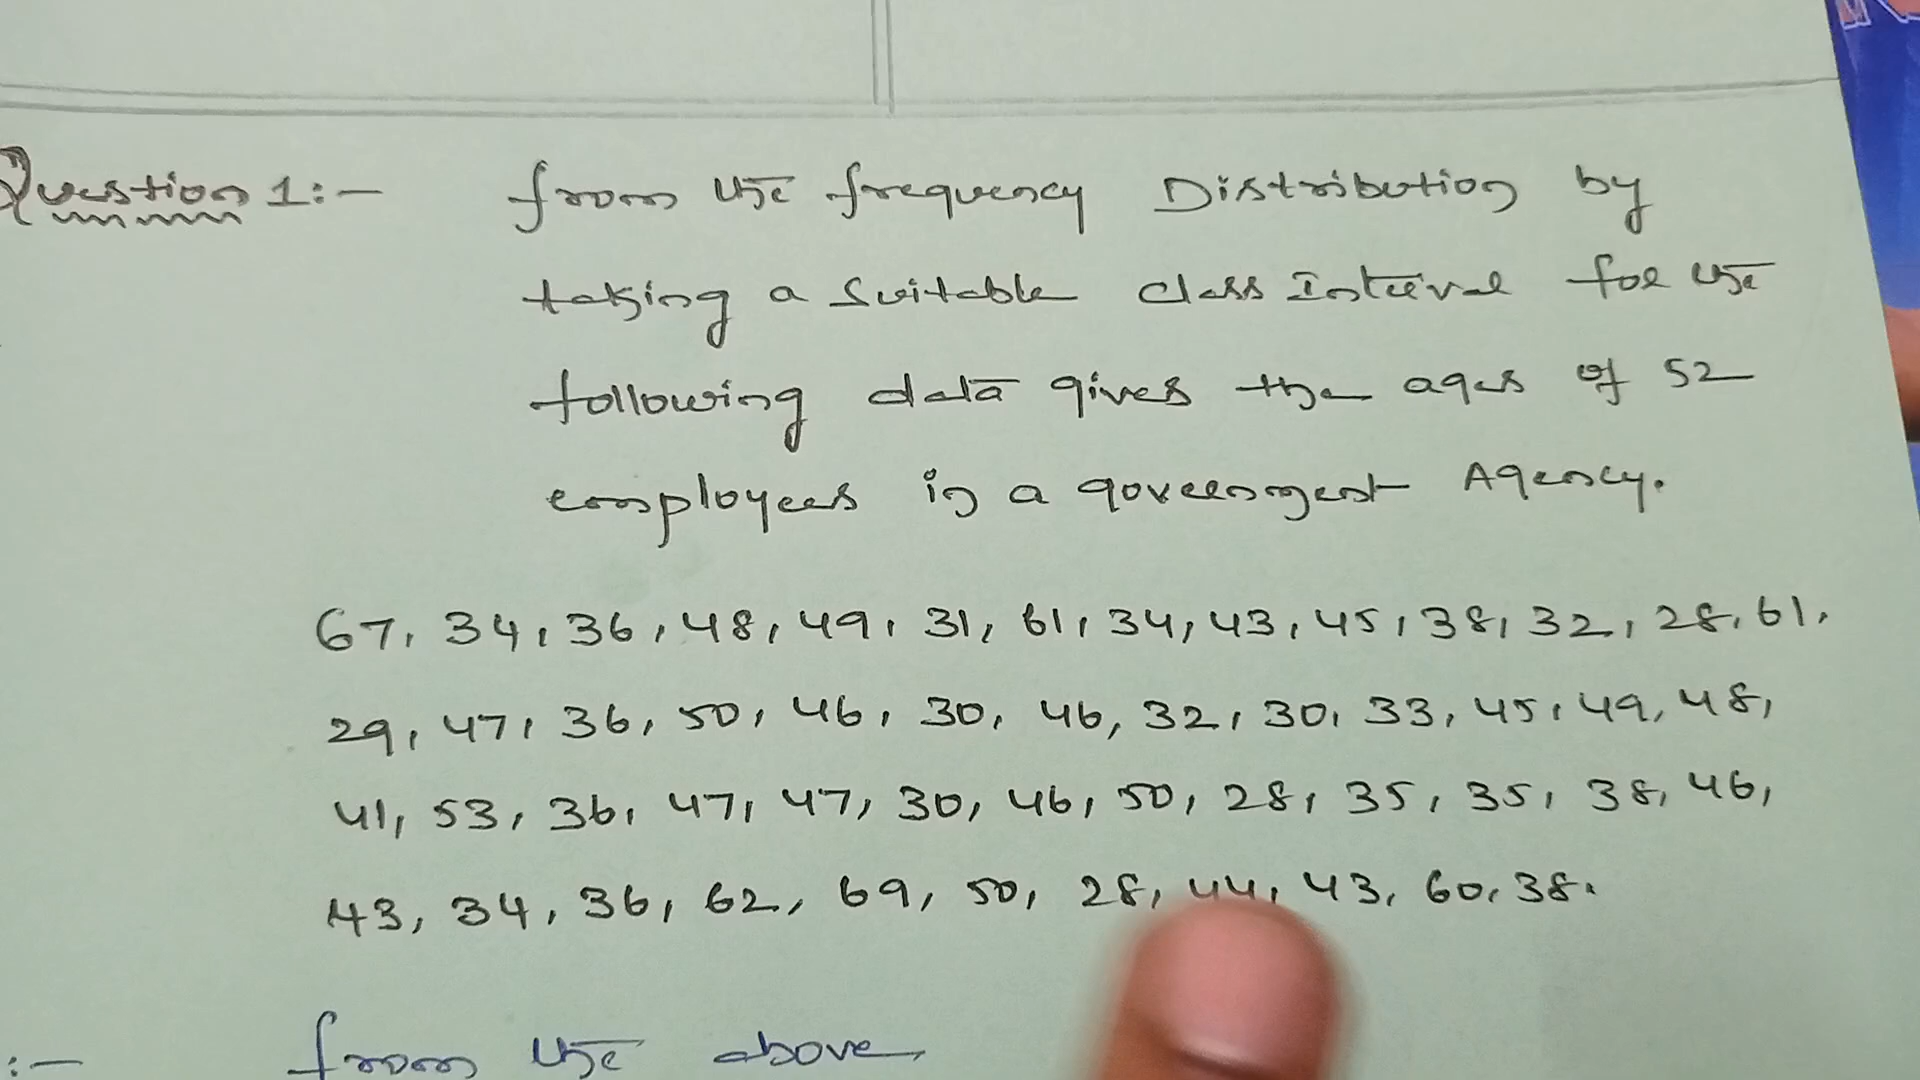 Question 1:- from the frequency Distribution by
taking a Suitable class Interval for the
following data gives the ages of 52
employees in a government Agency.
67, 34, 36, 48, 49, 31, 61, 34, 43, 45, 38, 32, 28, 61,
29, 47, 36, 50, 46, 30, 46, 32, 30, 33, 45, 49, 48,
41, 53, 36, 47, 47, 30, 46, 50, 28, 35, 35, 38, 46,
43, 34, 36, 62, 69, 50, 28, 44, 43, 60, 38.
:- from the above